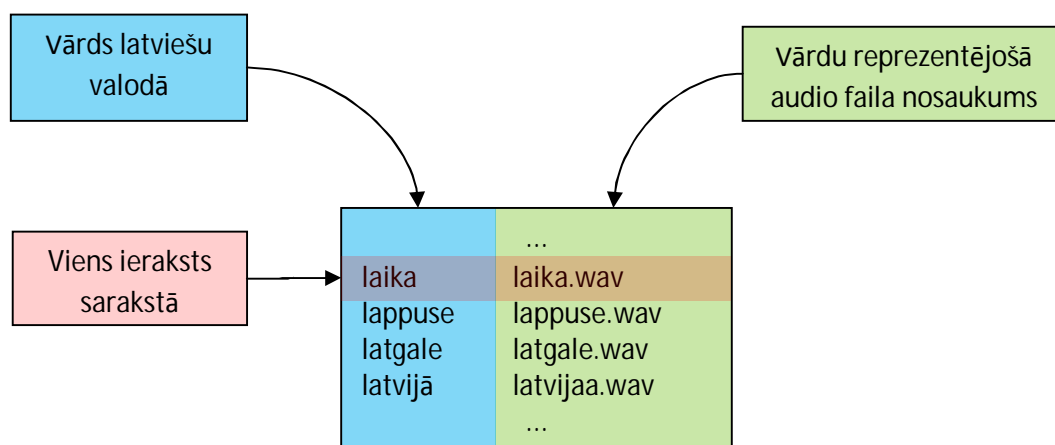 Vārds latviešu
valodā
Vārdu reprezentējošā
audio faila nosaukums
Viens ieraksts
sarakstā
...
laika laika.wav
lappuse lappuse.wav
latgale latgale.wav
latvijā latvijaa.wav
...